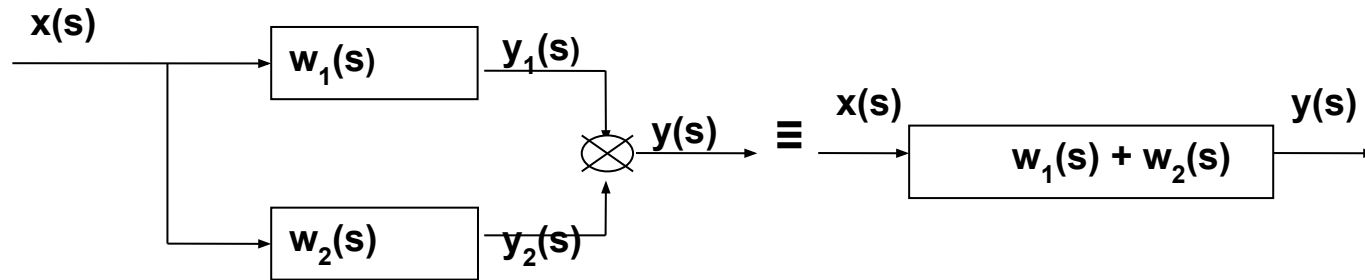 x(s)
w₁(s)
y₁(s)
y(s)
w₂(s)
y₂(s)
≡
x(s)
w₁(s) + w₂(s)
y(s)